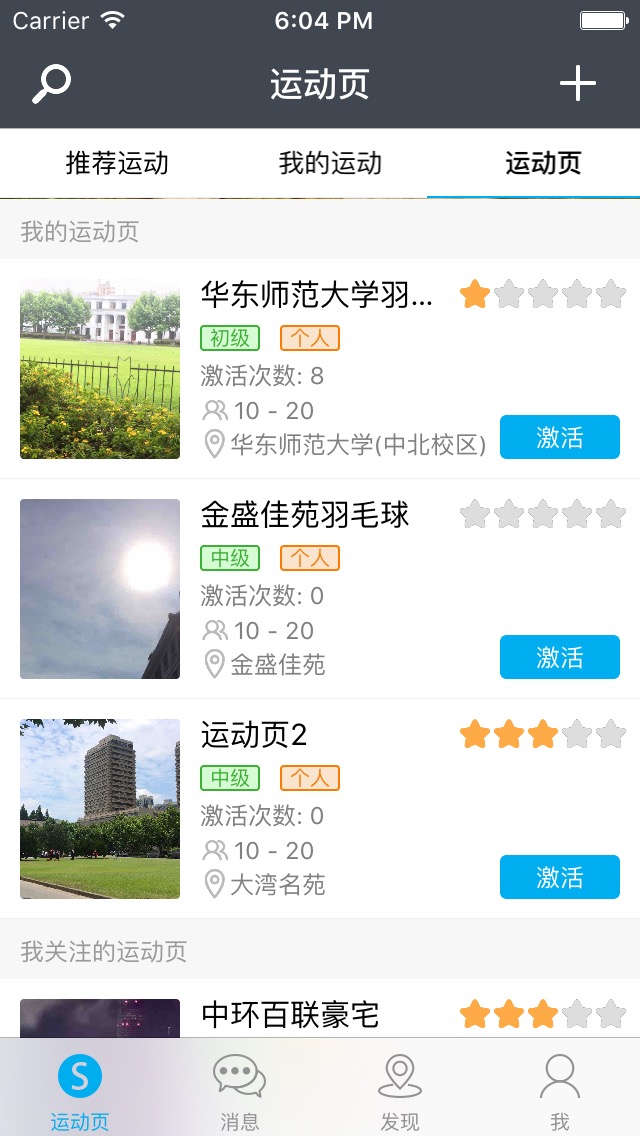 Carrier 6:04 PM
运动页
推荐运动 我的运动 运动页
我的运动页
华东师范大学羽...
初级 个人
激活次数: 8
10 - 20
华东师范大学(中北校区)
激活
金盛佳苑羽毛球
中级 个人
激活次数: 0
10 - 20
金盛佳苑
激活
运动页2
中级 个人
激活次数: 0
10 - 20
大湾名苑
激活
我关注的运动页
中环百联豪宅
S
运动页 消息 发现 我